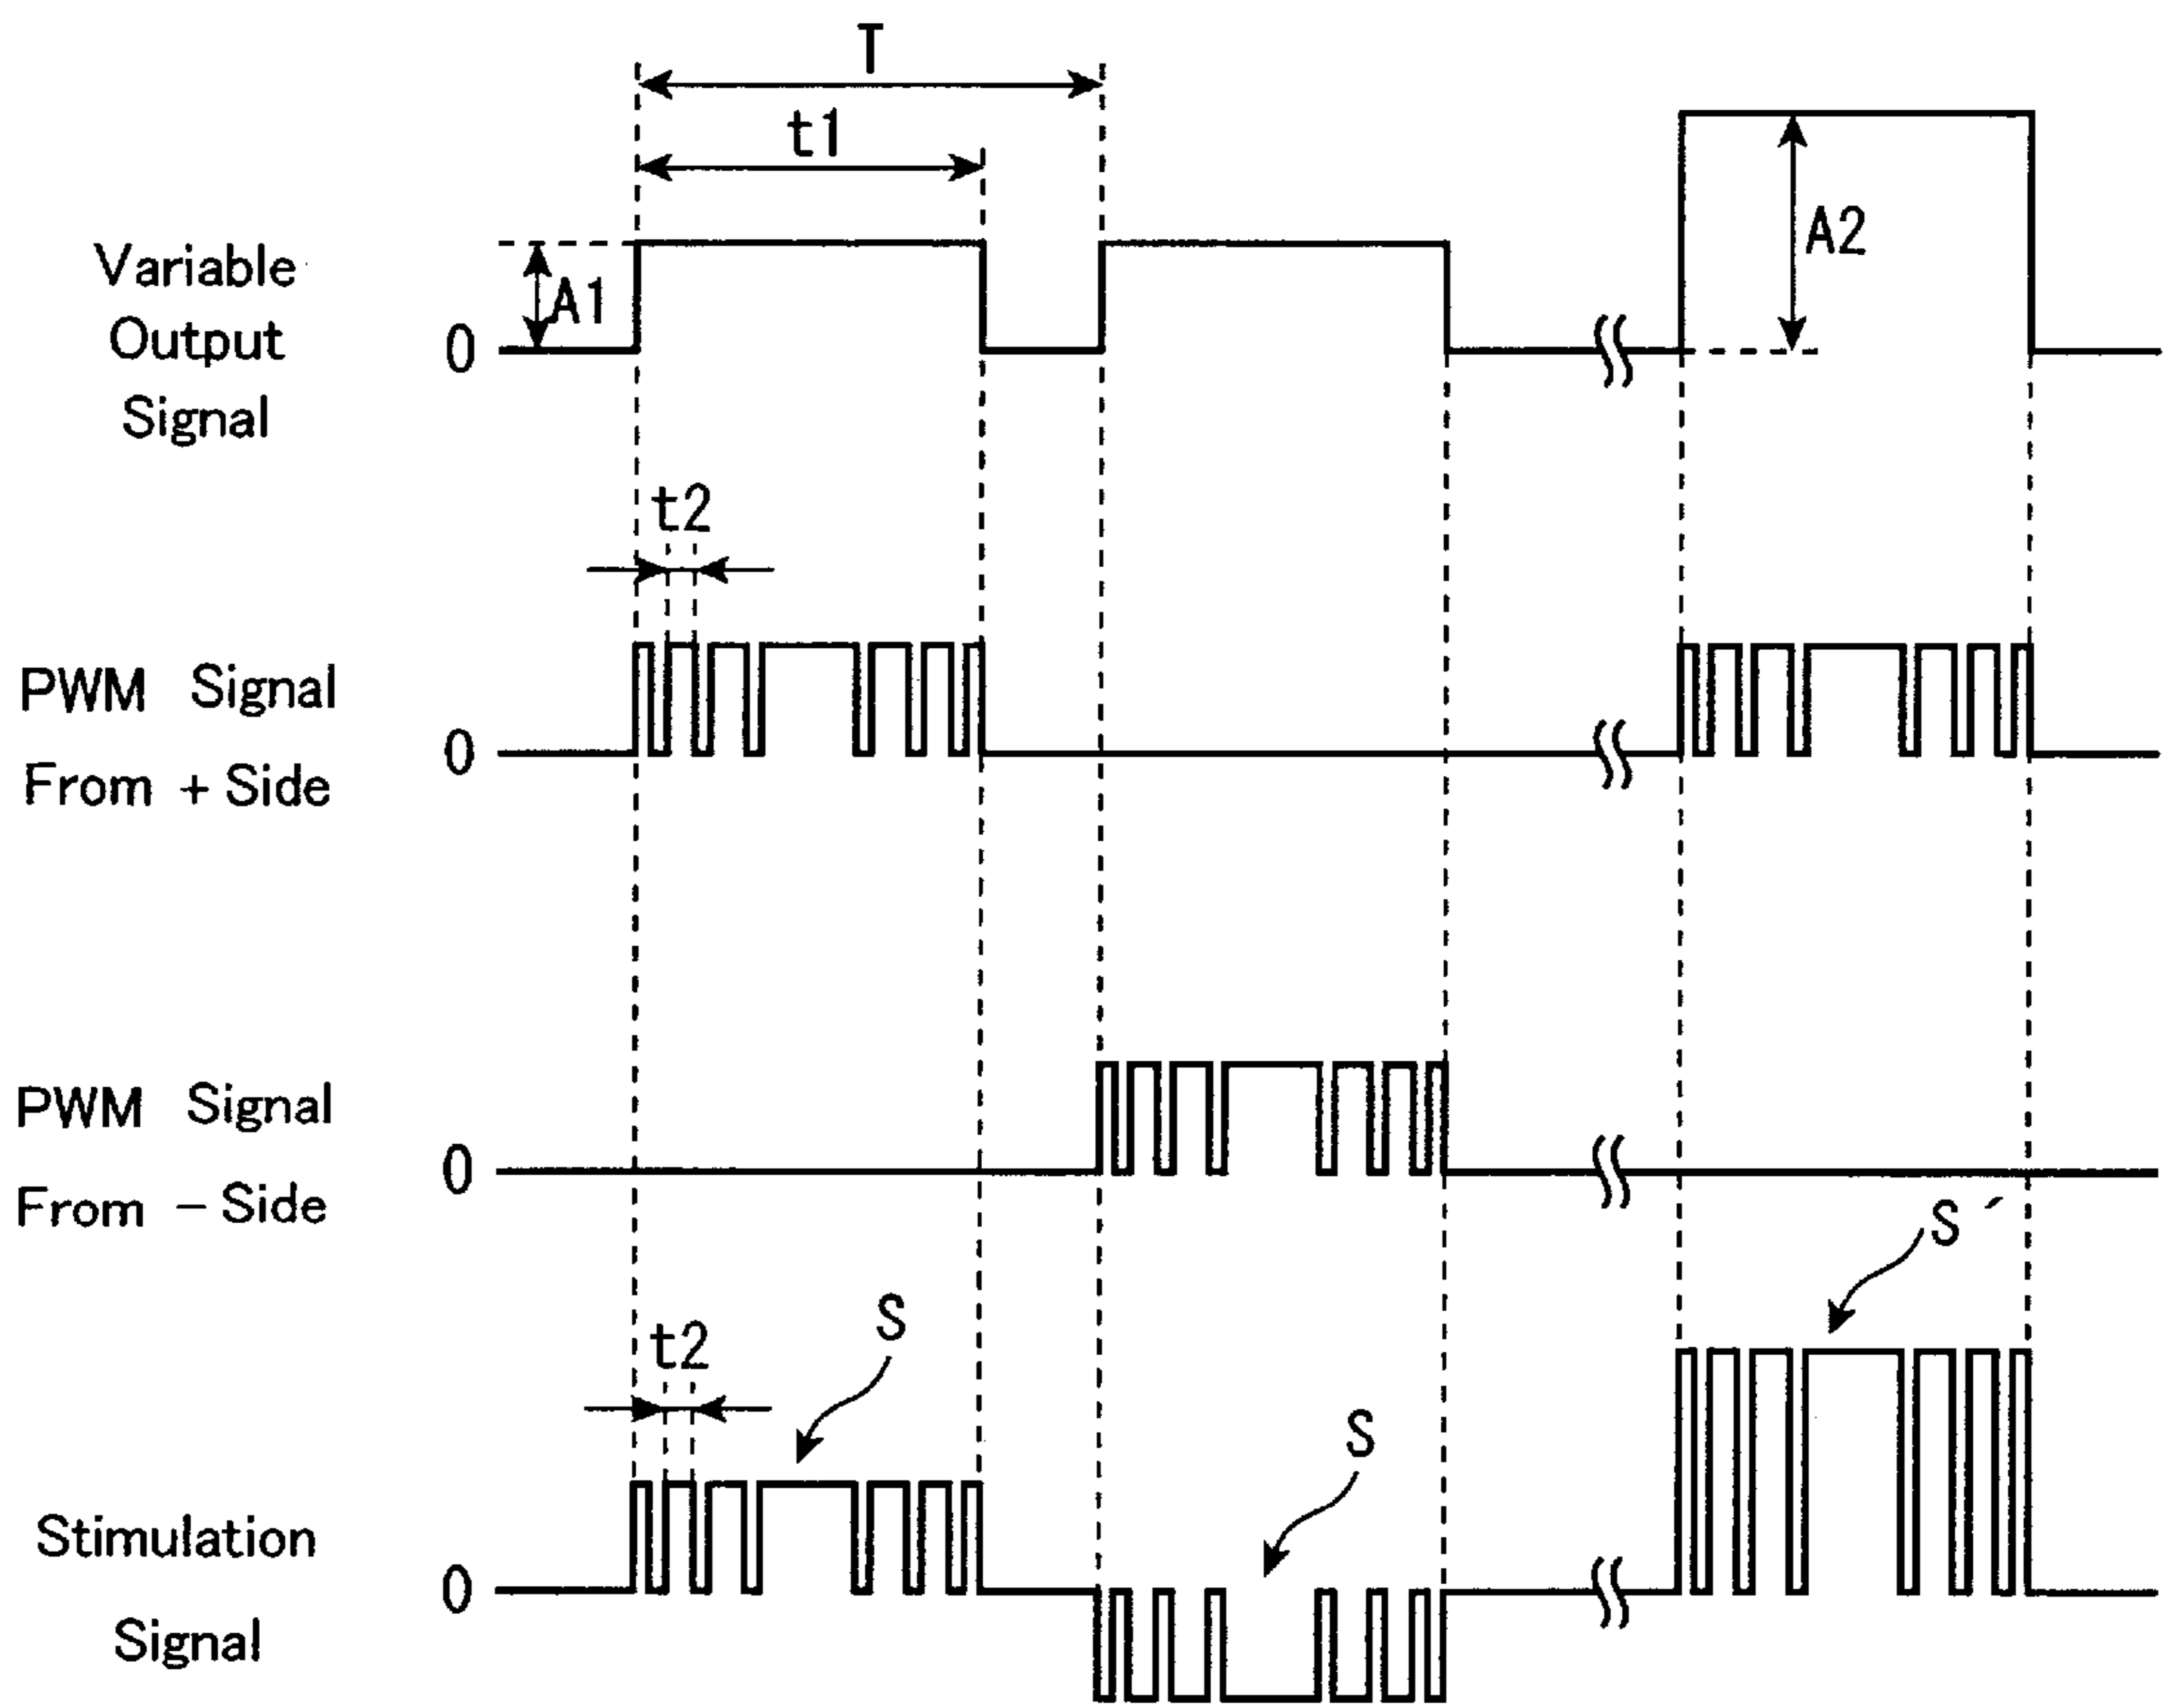 T
t1
A2
Variable
Output
Signal
A1
0
t2
PWM Signal
From + Side
0
PWM Signal
From − Side
0
S´
S
t2
S
Stimulation
Signal
0